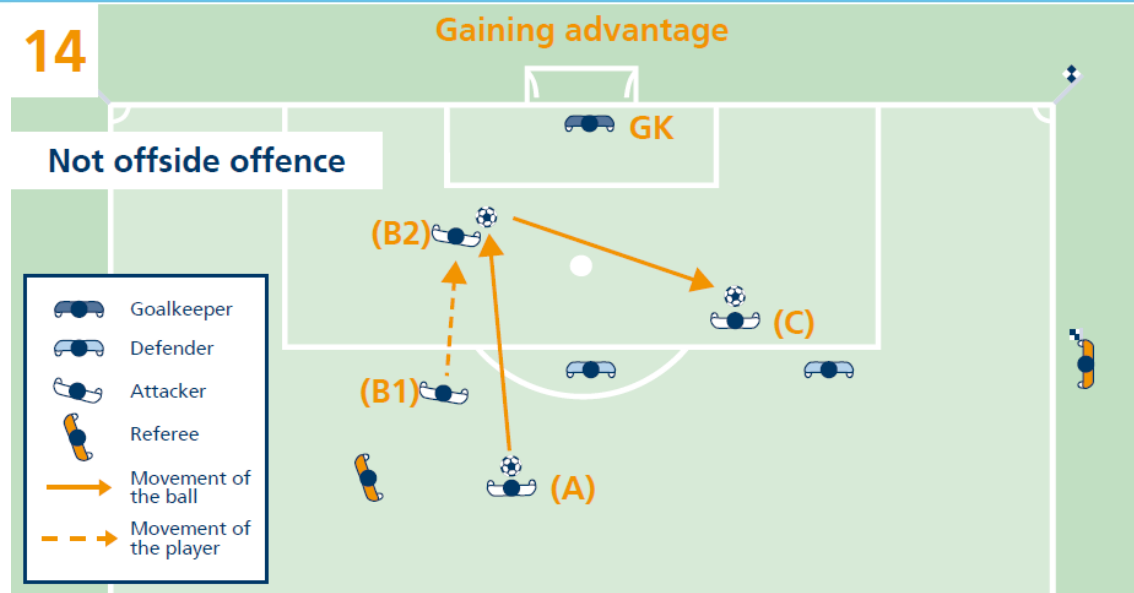 14
Gaining advantage
GK
Not offside offence
(B2)
(C)
(B1)
(A)
Goalkeeper
Defender
Attacker
Referee
Movement of
the ball
Movement of
the player